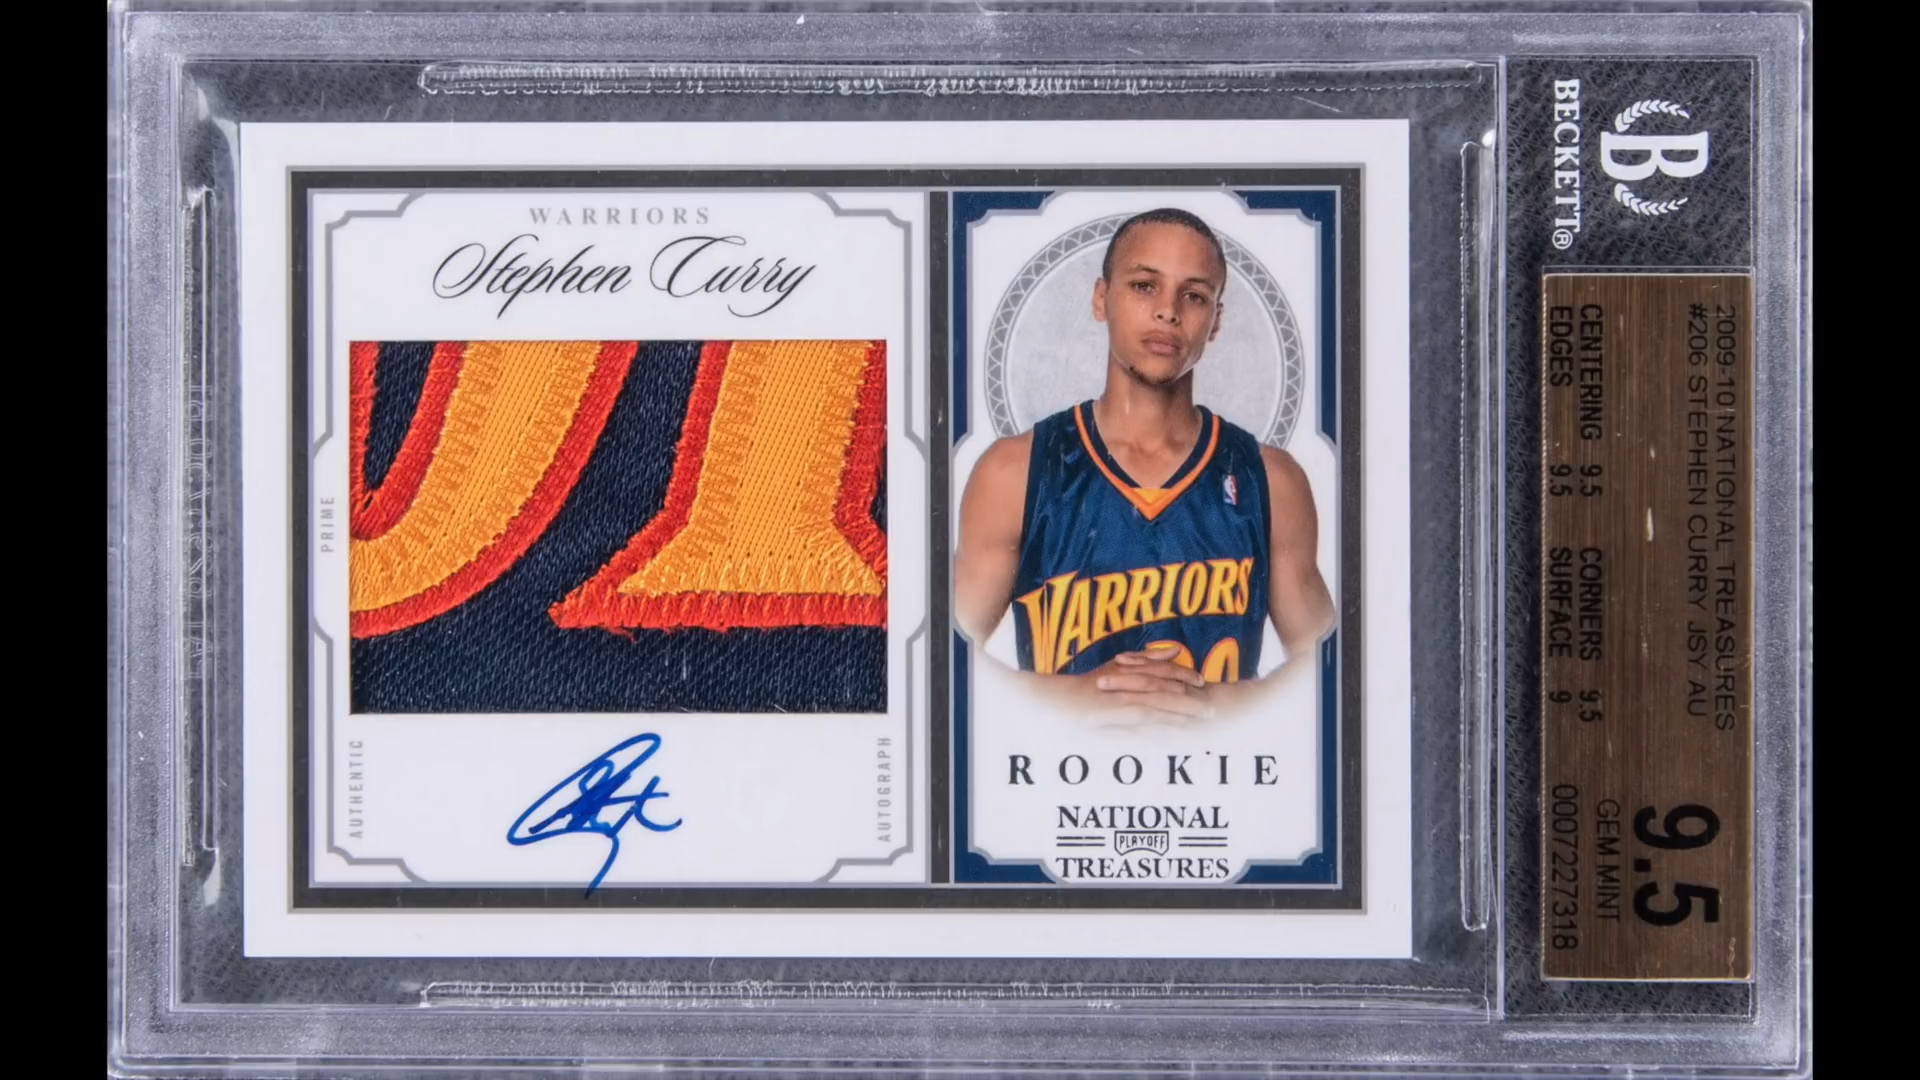 WARRIORS
Stephen Curry
PRIME
AUTHENTIC
AUTOGRAPH
WARRIORS
ROOKIE
NATIONAL
PLAYOFF
TREASURES
B
BECKETT®
2009-10 NATIONAL TREASURES
#206 STEPHEN CURRY JSY AU
CENTERING 9.5 CORNERS 9.5
EDGES 9.5 SURFACE 9
9.5
GEM MINT
0007227318